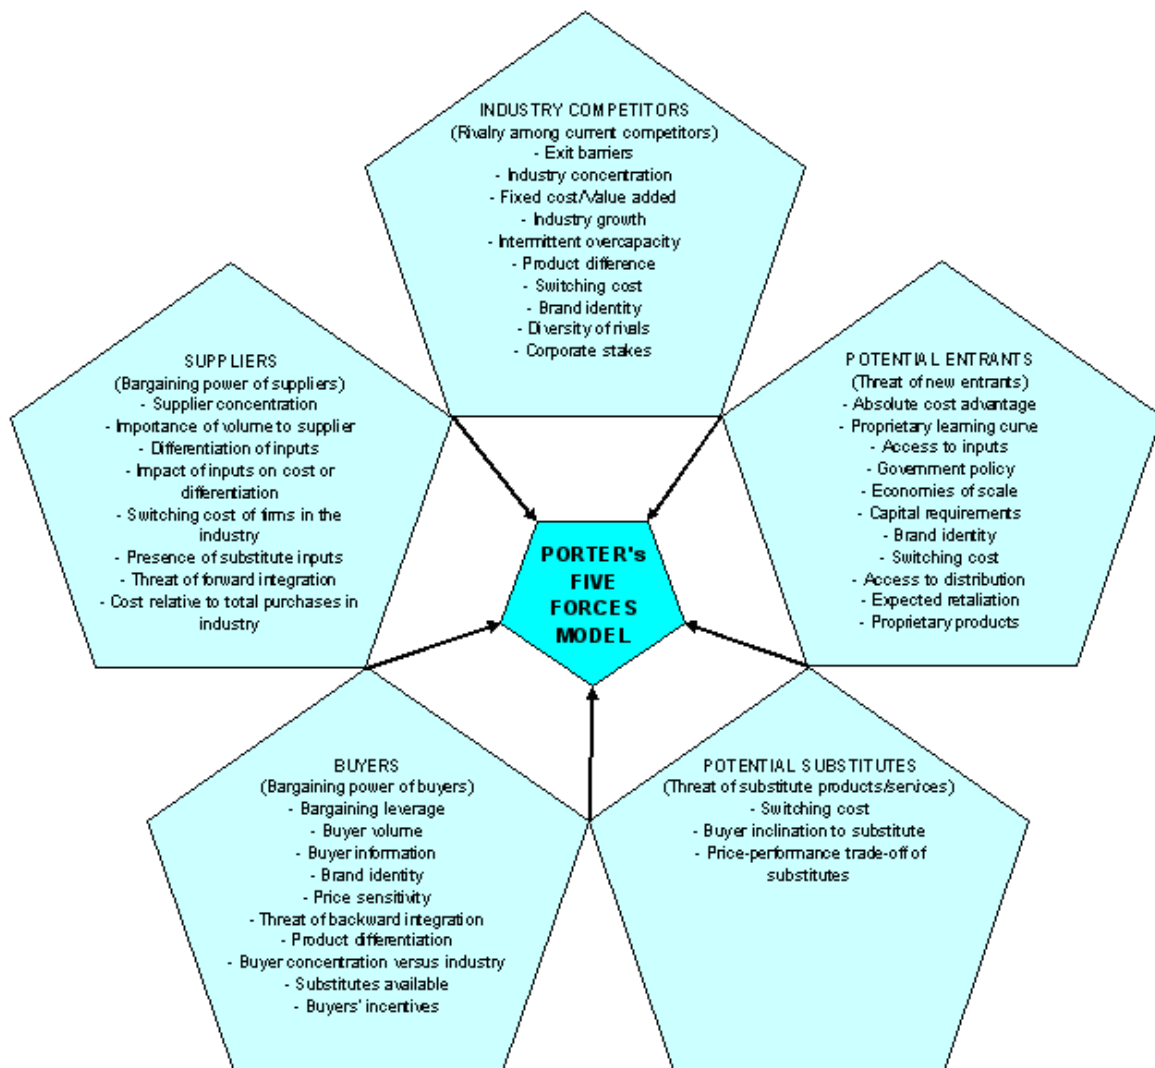 INDUSTRY COMPETITORS
(Rivalry among current competitors)
- Exit barriers
- Industry concentration
- Fixed cost/Value added
- Industry growth
- Intermittent overcapacity
- Product difference
- Switching cost
- Brand identity
- Diversity of rivals
- Corporate stakes
SUPPLIERS
(Bargaining power of suppliers)
- Supplier concentration
- Importance of volume to supplier
- Differentiation of inputs
- Impact of inputs on cost or
differentiation
- Switching cost of firms in the
industry
- Presence of substitute inputs
- Threat of forward integration
- Cost relative to total purchases in
industry
POTENTIAL ENTRANTS
(Threat of new entrants)
- Absolute cost advantage
- Proprietary learning curve
- Access to inputs
- Government policy
- Economies of scale
- Capital requirements
- Brand identity
- Switching cost
- Access to distribution
- Expected retaliation
- Proprietary products
PORTER's
FIVE
FORCES
MODEL
BUYERS
(Bargaining power of buyers)
- Bargaining leverage
- Buyer volume
- Buyer information
- Brand identity
- Price sensitivity
- Threat of backward integration
- Product differentiation
- Buyer concentration versus industry
- Substitutes available
- Buyers' incentives
POTENTIAL SUBSTITUTES
(Threat of substitute products/services)
- Switching cost
- Buyer inclination to substitute
- Price-performance trade-off of
substitutes